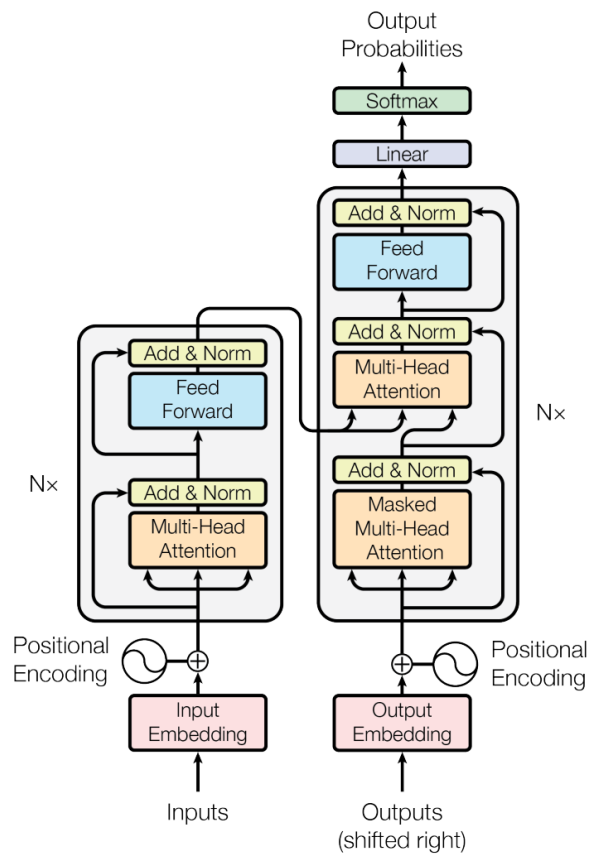 Output
Probabilities
Softmax
Linear
Add & Norm
Feed
Forward
Add & Norm
Multi-Head
Attention
Add & Norm
Masked
Multi-Head
Attention
N×
Add & Norm
Feed
Forward
Add & Norm
Multi-Head
Attention
N×
Positional
Encoding
Positional
Encoding
Input
Embedding
Output
Embedding
Inputs
Outputs
(shifted right)